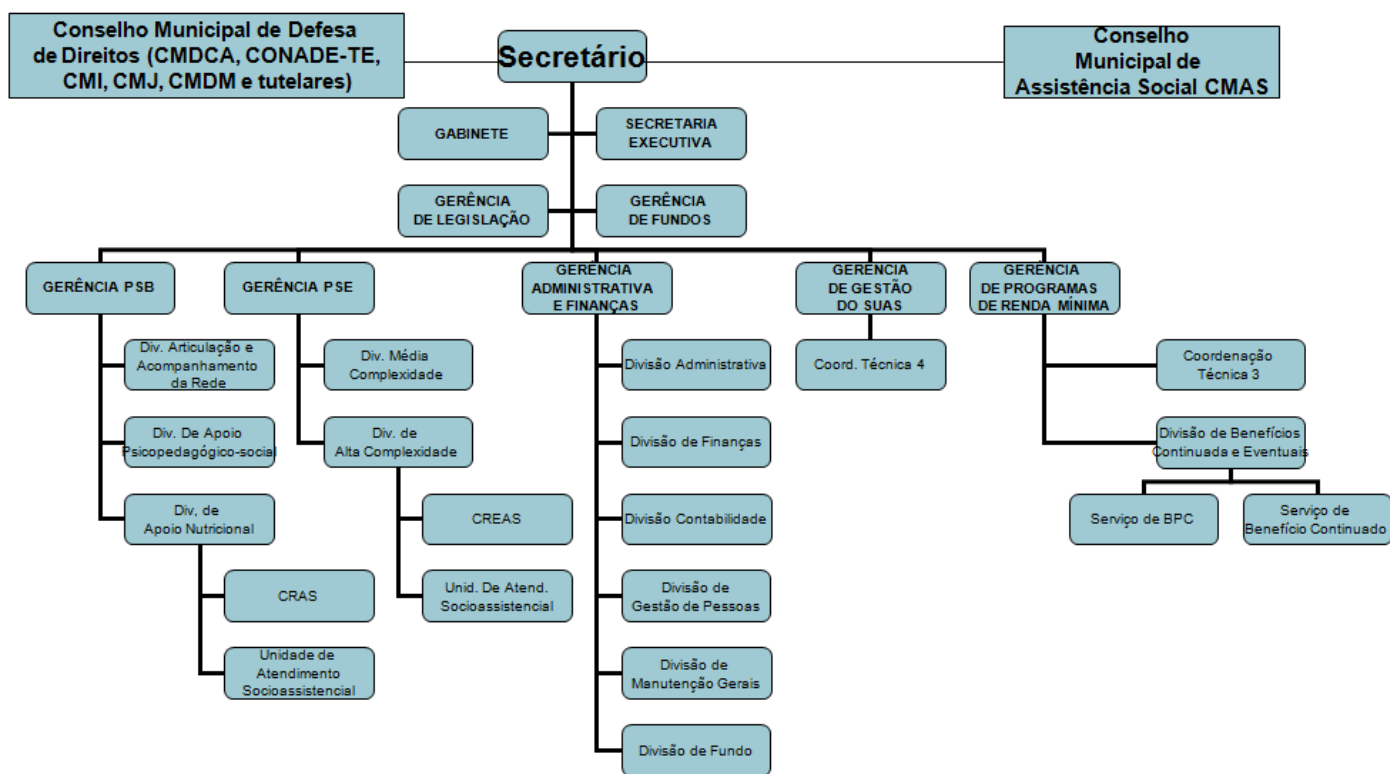 Conselho Municipal de Defesa
de Direitos (CMDCA, CONADE-TE,
CMI, CMJ, CMDM e tutelares)
Secretário
Conselho
Municipal de
Assistência Social CMAS
GABINETE
SECRETARIA
EXECUTIVA
GERÊNCIA
DE LEGISLAÇÃO
GERÊNCIA
DE FUNDOS
GERÊNCIA PSB
GERÊNCIA PSE
GERÊNCIA
ADMINISTRATIVA
E FINANÇAS
GERÊNCIA
DE GESTÃO
DO SUAS
GERÊNCIA
DE PROGRAMAS
DE RENDA MÍNIMA
Div. Articulação e
Acompanhamento
da Rede
Div. Média
Complexidade
Divisão Administrativa
Coord. Técnica 4
Coordenação
Técnica 3
Div. De Apoio
Psicopedagógico-social
Div. de
Alta Complexidade
Divisão de Finanças
Divisão de Benefícios
Continuada e Eventuais
Div, de
Apoio Nutricional
CREAS
Divisão Contabilidade
Serviço de BPC
Serviço de
Benefício Continuado
CRAS
Unid. De Atend.
Socioassistencial
Divisão de
Gestão de Pessoas
Unidade de
Atendimento
Socioassistencial
Divisão de
Manutenção Gerais
Divisão de Fundo